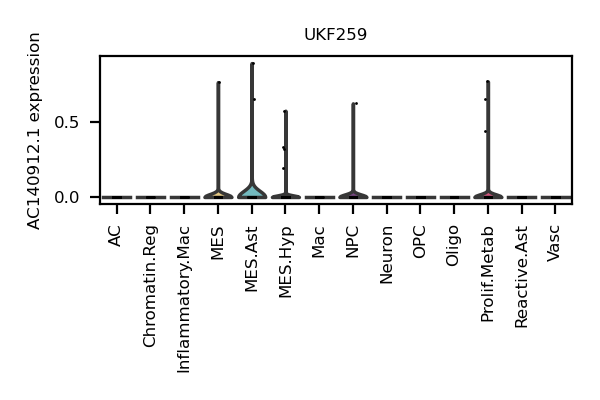 UKF259
AC140912.1 expression
0.5
0.0
AC
Chromatin.Reg
Inflammatory.Mac
MES
MES.Ast
MES.Hyp
Mac
NPC
Neuron
OPC
Oligo
Prolif.Metab
Reactive.Ast
Vasc